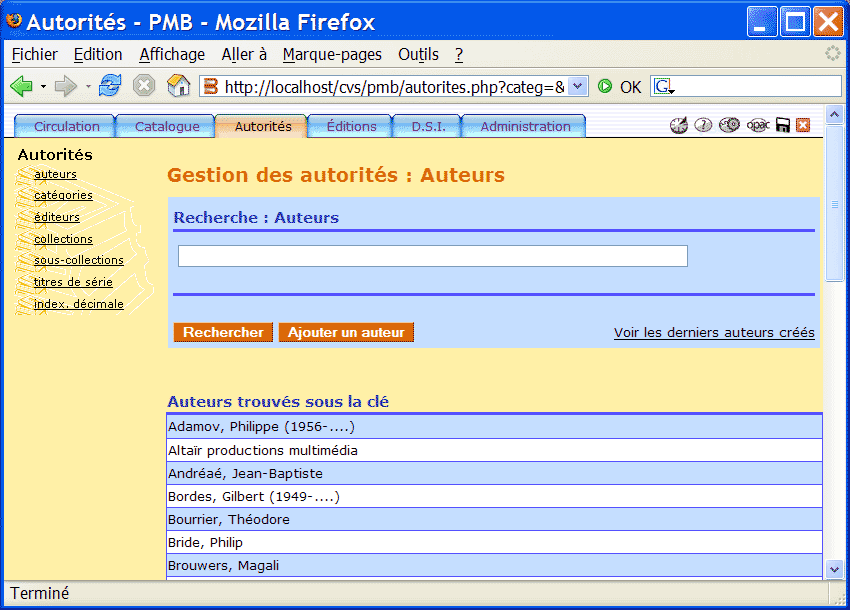 Autorités - PMB - Mozilla Firefox
Fichier Edition Affichage Aller à Marque-pages Outils ?
http://localhost/cvs/pmb/autorites.php?categ=& OK G
Circulation Catalogue Autorités Éditions D.S.I. Administration opac
Autorités
auteurs
catégories
éditeurs
collections
sous-collections
titres de série
index. décimale
Gestion des autorités : Auteurs
Recherche : Auteurs
Rechercher Ajouter un auteur Voir les derniers auteurs créés
Auteurs trouvés sous la clé
Adamov, Philippe (1956-....)
Altaïr productions multimédia
Andréaé, Jean-Baptiste
Bordes, Gilbert (1949-....)
Bourrier, Théodore
Bride, Philip
Brouwers, Magali
Terminé